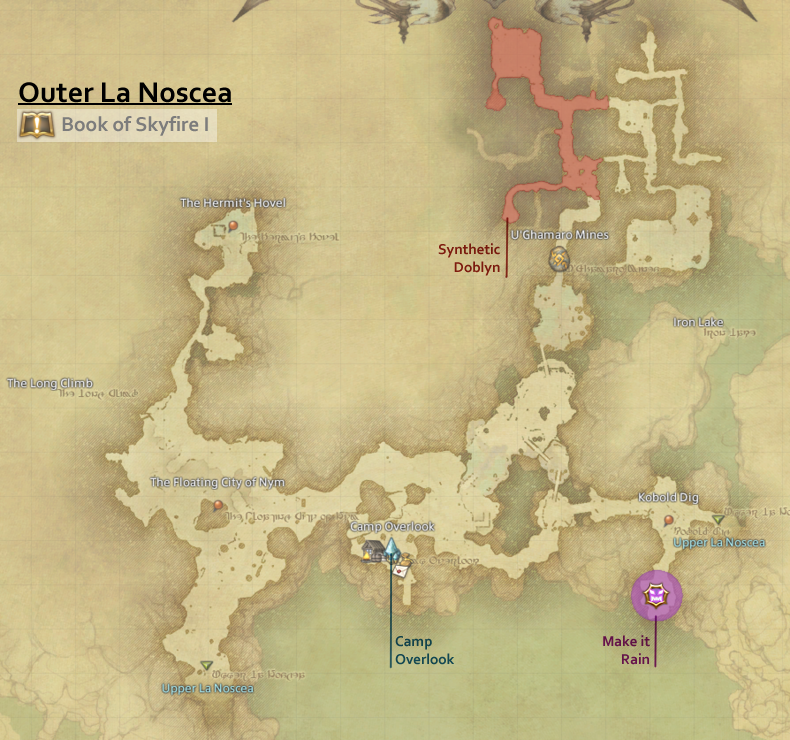 Outer La Noscea
Book of Skyfire I
The Hermit's Hovel
U'Ghamaro Mines
Synthetic
Doblyn
Iron Lake
The Long Climb
The Floating City of Nym
Kobold Dig
Camp Overlook
Upper La Noscea
Camp
Overlook
Make it
Rain
Upper La Noscea